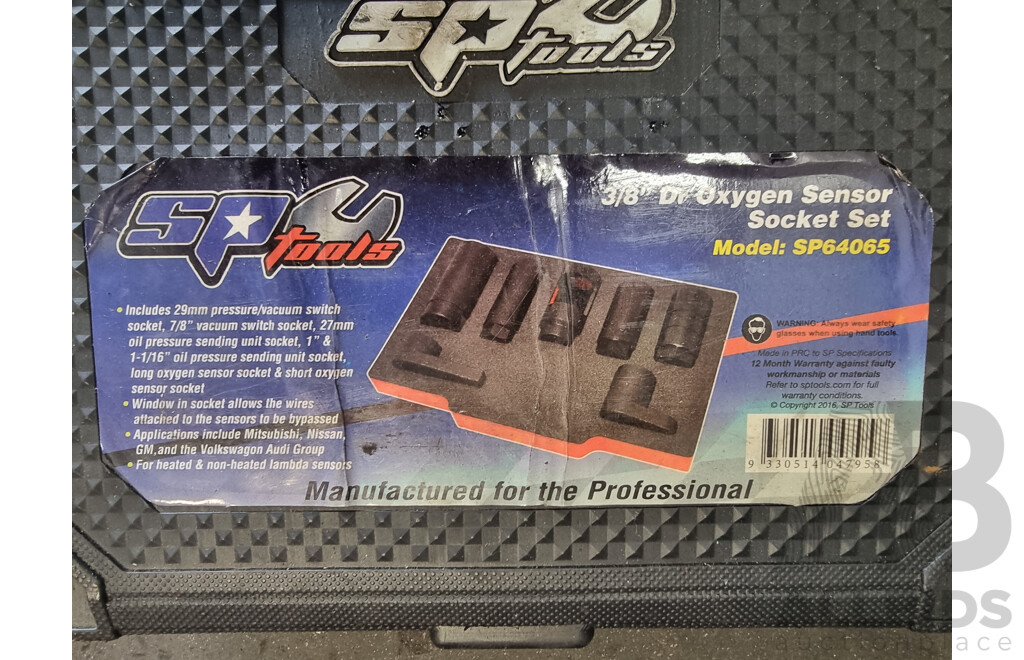 SP tools
SP tools
3/8" Dr Oxygen Sensor
Socket Set
Model: SP64065
• Includes 29mm pressure/vacuum switch
socket, 7/8" vacuum switch socket, 27mm
oil pressure sending unit socket, 1" &
1-1/16" oil pressure sending unit socket,
long oxygen sensor socket & short oxygen
sensor socket
• Window in socket allows the wires
attached to the sensors to be bypassed
• Applications include Mitsubishi, Nissan,
GM,and the Volkswagon Audi Group
• For heated & non-heated lambda sensors
WARNING: Always wear safety
glasses when using hand tools.
Made in PRC to SP Specifications
12 Month Warranty against faulty
workmanship or materials
Refer to sptools.com for full
warranty conditions.
© Copyright 2016, SP Tools
9 330514 047958
Manufactured for the Professional